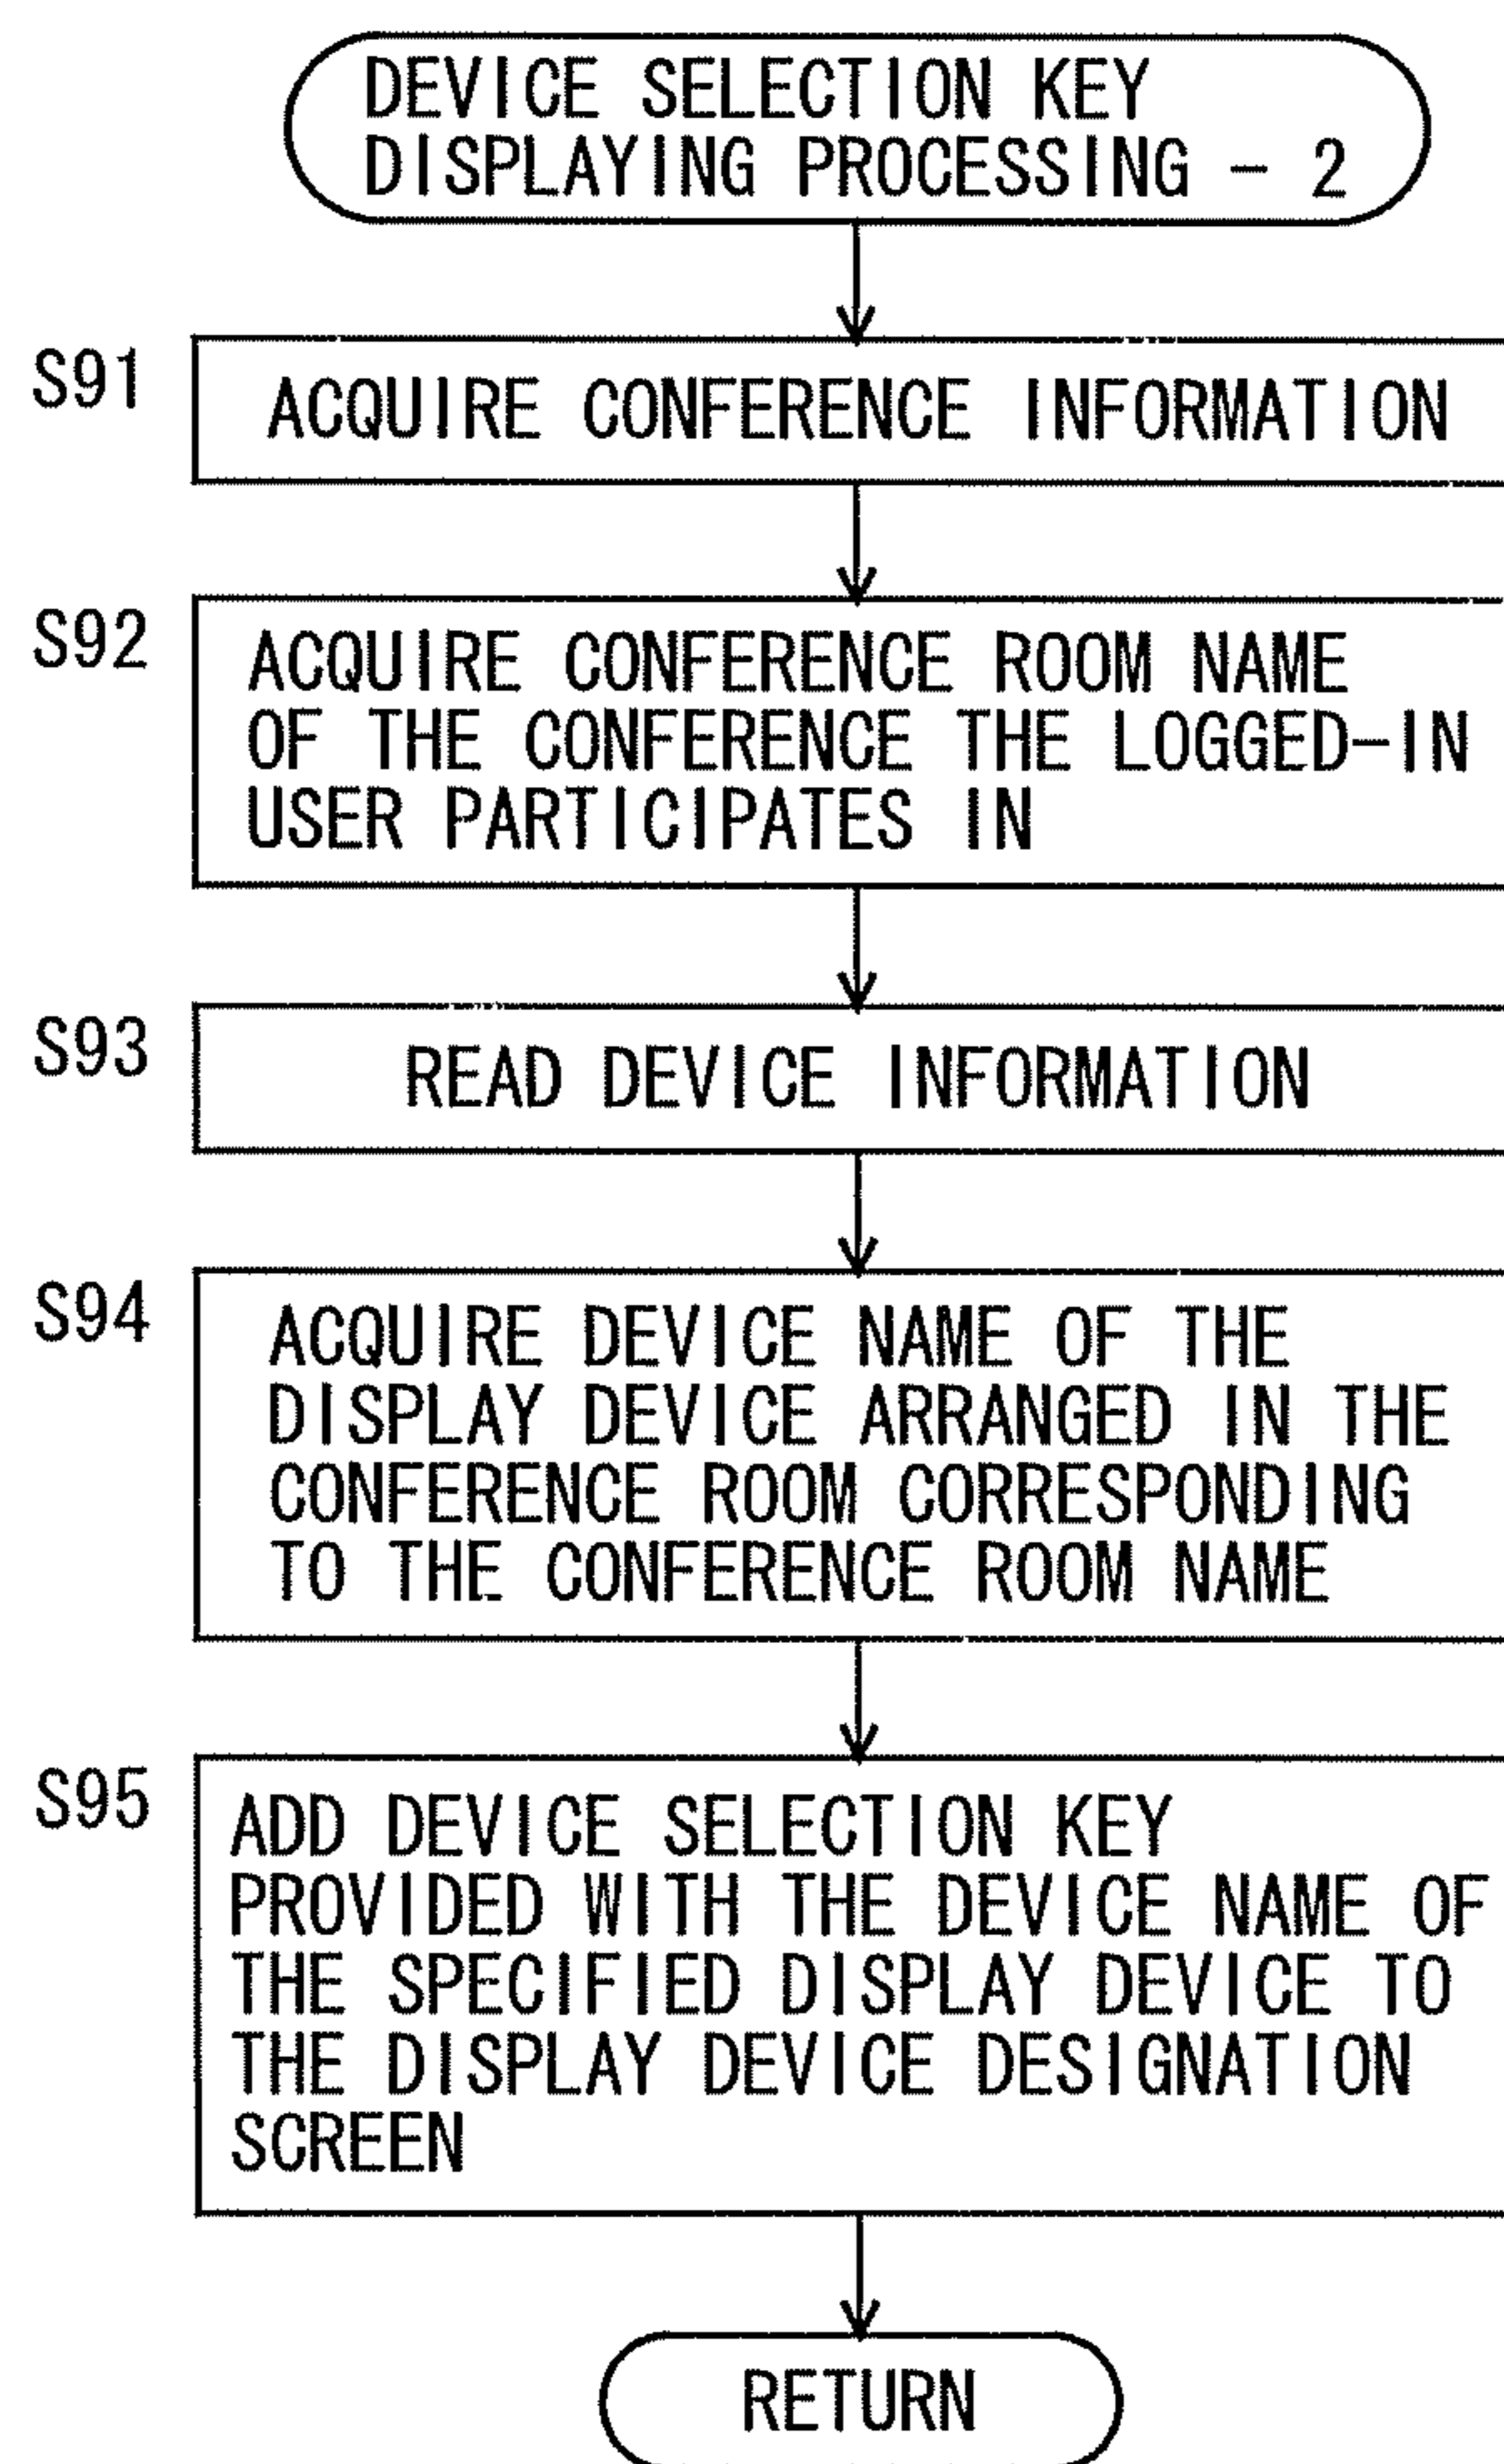 DEVICE SELECTION KEY
DISPLAYING PROCESSING - 2
S91
ACQUIRE CONFERENCE INFORMATION
S92
ACQUIRE CONFERENCE ROOM NAME
OF THE CONFERENCE THE LOGGED-IN
USER PARTICIPATES IN
S93
READ DEVICE INFORMATION
S94
ACQUIRE DEVICE NAME OF THE
DISPLAY DEVICE ARRANGED IN THE
CONFERENCE ROOM CORRESPONDING
TO THE CONFERENCE ROOM NAME
S95
ADD DEVICE SELECTION KEY
PROVIDED WITH THE DEVICE NAME OF
THE SPECIFIED DISPLAY DEVICE TO
THE DISPLAY DEVICE DESIGNATION
SCREEN
RETURN